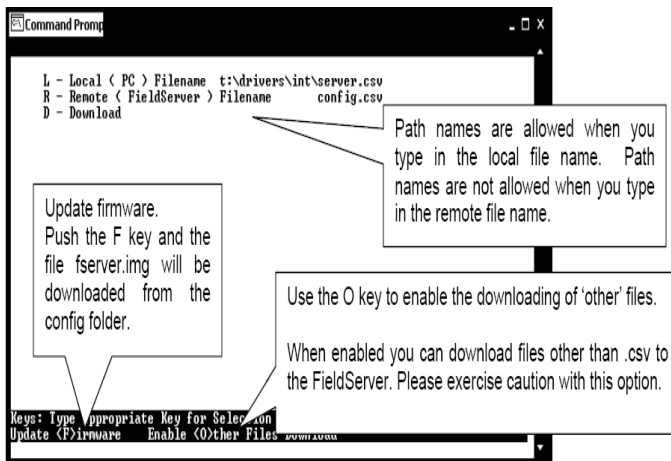 Command Promp
L - Local ( PC ) Filename t:\drivers\int\server.csv
R - Remote ( FieldServer ) Filename config.csv
D - Download
Path names are allowed when you
type in the local file name. Path
names are not allowed when you type
in the remote file name.
Update firmware.
Push the F key and the
file fserver.img will be
downloaded from the
config folder.
Use the O key to enable the downloading of ‘other’ files.
When enabled you can download files other than .csv to
the FieldServer. Please exercise caution with this option.
Keys: Type Appropriate Key for Selection
Update (F)irmware Enable (O)ther Files Download